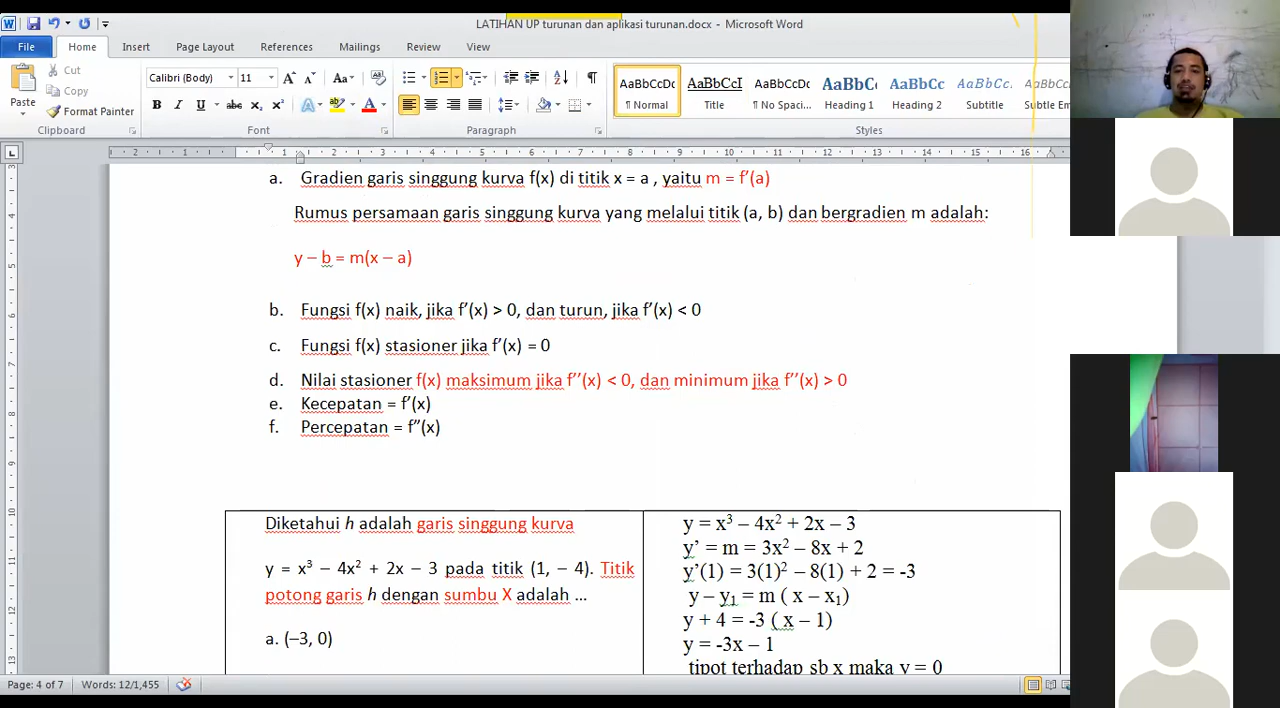 LATIHAN UP turunan dan aplikasi turunan.docx - Microsoft Word
File Home Insert Page Layout References Mailings Review View
Paste
Cut
Copy
Format Painter
Clipboard
Calibri (Body) 11
Font
Paragraph
AaBbCcDc AaBbCcI AaBbCcDc AaBbC AaBbCc AaBbCc. AaBbCcDc
¶ Normal Title ¶ No Spaci... Heading 1 Heading 2 Subtitle Subtle Em
Styles
a. Gradien garis singgung kurva f(x) di titik x = a , yaitu m = f’(a)
Rumus persamaan garis singgung kurva yang melalui titik (a, b) dan bergradien m adalah:
y – b = m(x – a)
b. Fungsi f(x) naik, jika f’(x) > 0, dan turun, jika f’(x) < 0
c. Fungsi f(x) stasioner jika f’(x) = 0
d. Nilai stasioner f(x) maksimum jika f’’(x) < 0, dan minimum jika f’’(x) > 0
e. Kecepatan = f’(x)
f. Percepatan = f”(x)
Diketahui h adalah garis singgung kurva
y = x³ – 4x² + 2x – 3 pada titik (1, – 4). Titik
potong garis h dengan sumbu X adalah ...
a. (–3, 0)
y = x³ – 4x² + 2x – 3
y’ = m = 3x² – 8x + 2
y’(1) = 3(1)² – 8(1) + 2 = -3
y – y₁ = m ( x – x₁)
y + 4 = -3 ( x – 1)
y = -3x – 1
tipot terhadap sb x maka y = 0
Page: 4 of 7 Words: 12/1,455